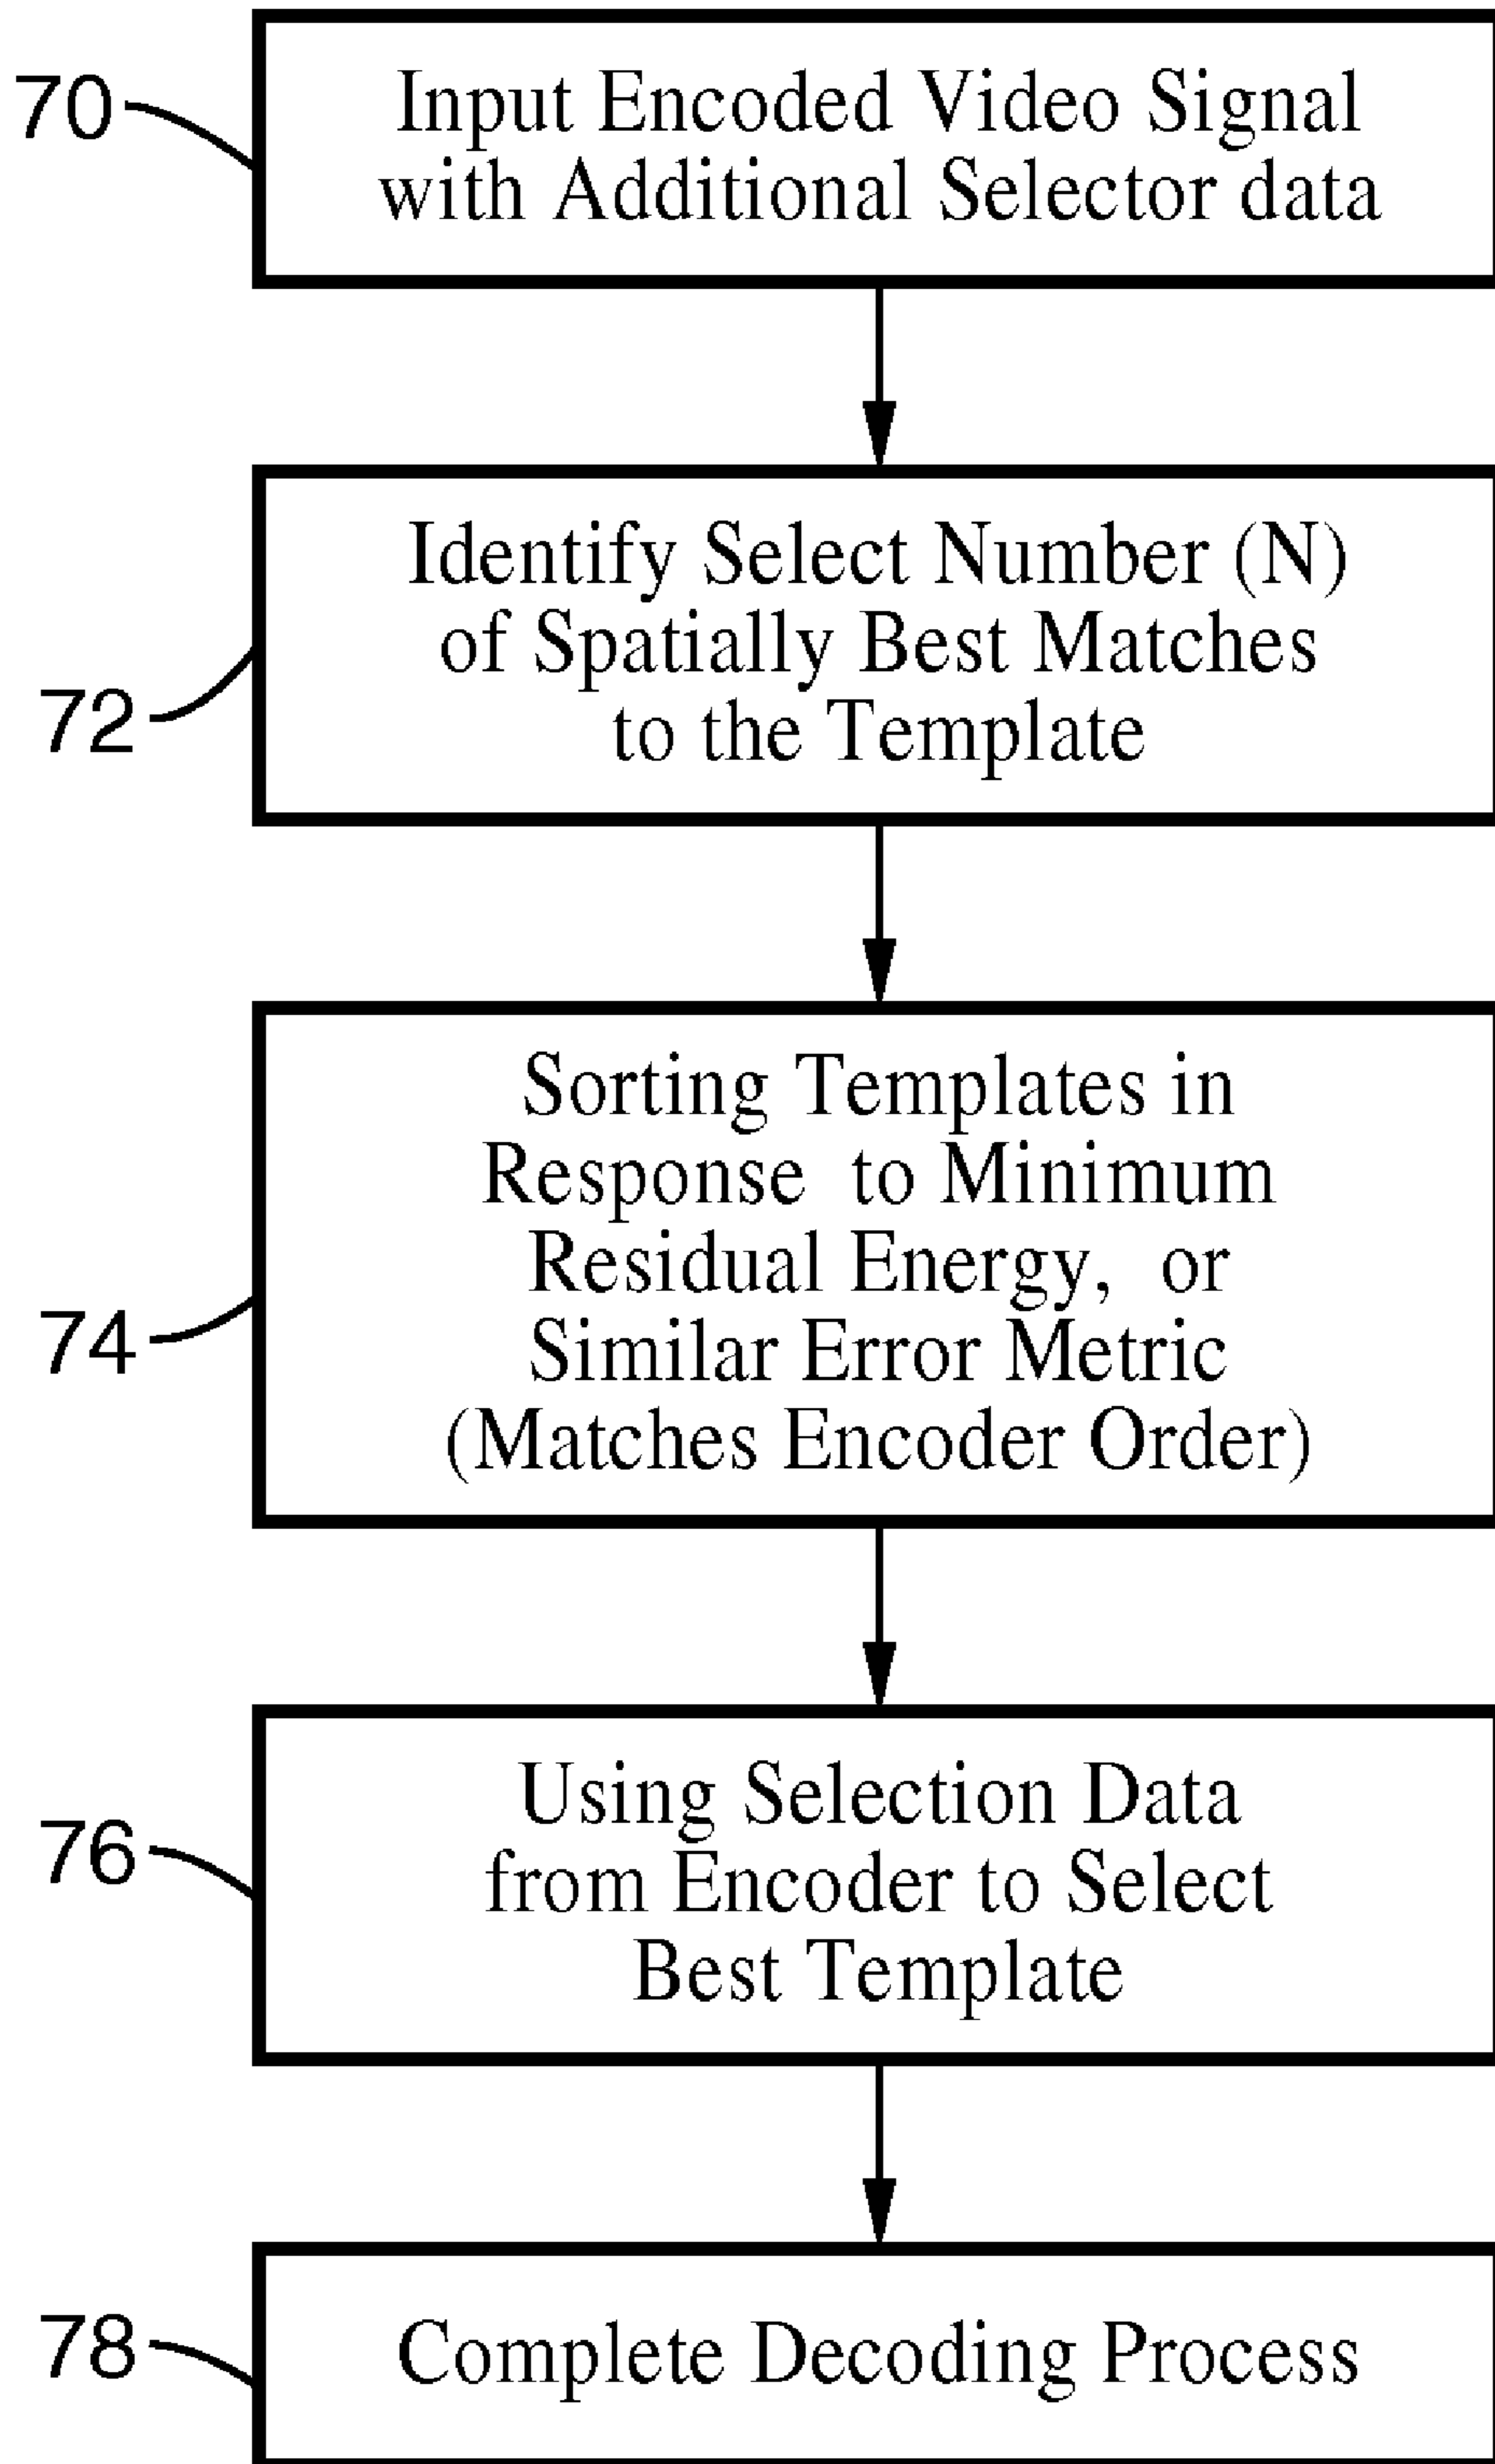 70
Input Encoded Video Signal
with Additional Selector data
Identify Select Number (N)
of Spatially Best Matches
to the Template
72
Sorting Templates in
Response to Minimum
Residual Energy, or
Similar Error Metric
(Matches Encoder Order)
74
Using Selection Data
from Encoder to Select
Best Template
76
Complete Decoding Process
78